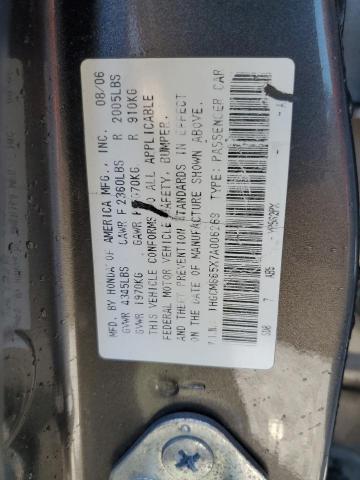 MFD. BY HONDA OF AMERICA MFG., INC. 08/06
GVWR 4345LBS GAWR F 2360LBS R 2005LBS
GVWR 1970KG GAWR F 1070KG R 910KG
THIS VEHICLE CONFORMS TO ALL APPLICABLE
FEDERAL MOTOR VEHICLE SAFETY, BUMPER,
AND THEFT PREVENTION STANDARDS IN EFFECT
ON THE DATE OF MANUFACTURE SHOWN ABOVE.
V.I.N. TYPE: PASSENGER CAR
ABS